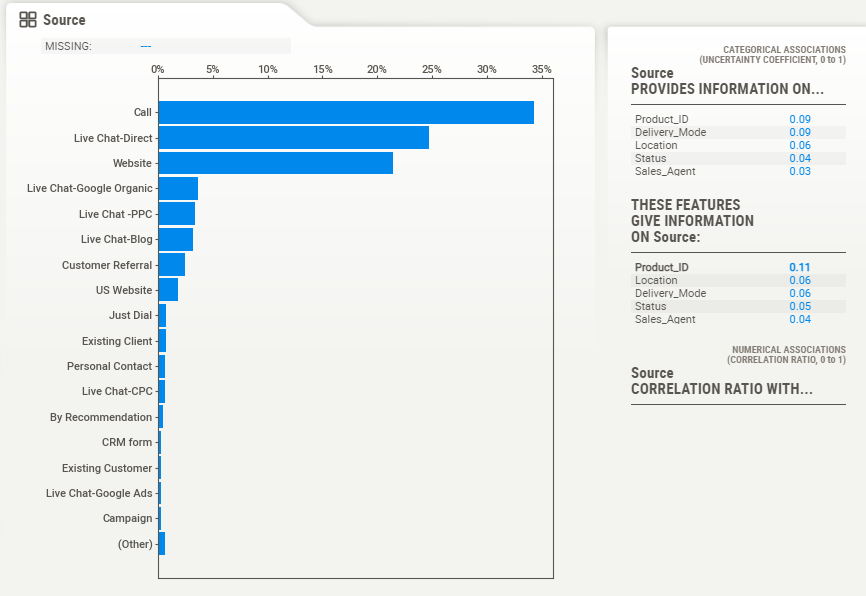 Source
MISSING: ---
0% 5% 10% 15% 20% 25% 30% 35%
Call
Live Chat-Direct
Website
Live Chat-Google Organic
Live Chat -PPC
Live Chat-Blog
Customer Referral
US Website
Just Dial
Existing Client
Personal Contact
Live Chat-CPC
By Recommendation
CRM form
Existing Customer
Live Chat-Google Ads
Campaign
(Other)
CATEGORICAL ASSOCIATIONS
(UNCERTAINTY COEFFICIENT, 0 to 1)
Source
PROVIDES INFORMATION ON...
Product_ID 0.09
Delivery_Mode 0.09
Location 0.06
Status 0.04
Sales_Agent 0.03
THESE FEATURES
GIVE INFORMATION
ON Source:
Product_ID 0.11
Location 0.06
Delivery_Mode 0.06
Status 0.05
Sales_Agent 0.04
NUMERICAL ASSOCIATIONS
(CORRELATION RATIO, 0 to 1)
Source
CORRELATION RATIO WITH...